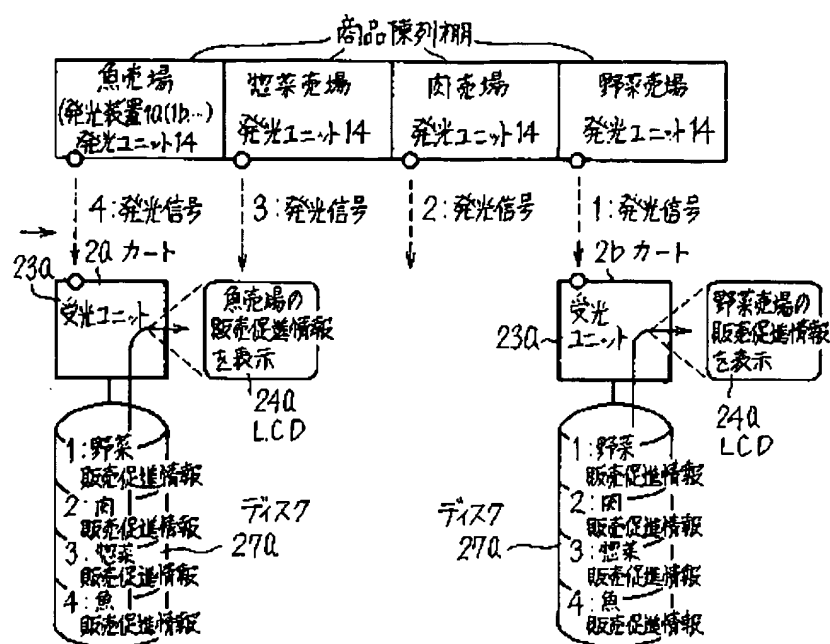 商品陳列棚
魚売場
(発光装置1a(1b…)
発光ユニット14
惣菜売場
発光ユニット14
肉売場
発光ユニット14
野菜売場
発光ユニット14
4:発光信号
3:発光信号
2:発光信号
1:発光信号
23a
2a カート
受光ユニット
魚売場の
販売促進情報
を表示
24a
LCD
2b カート
23a
受光
ユニット
野菜売場の
販売促進情報
を表示
24a
LCD
1:野菜
販売促進情報
2:肉
販売促進情報
3:惣菜
販売促進情報
4:魚
販売促進情報
ディスク
27a
ディスク
27a
1:野菜
販売促進情報
2:肉
販売促進情報
3:惣菜
販売促進情報
4:魚
販売促進情報